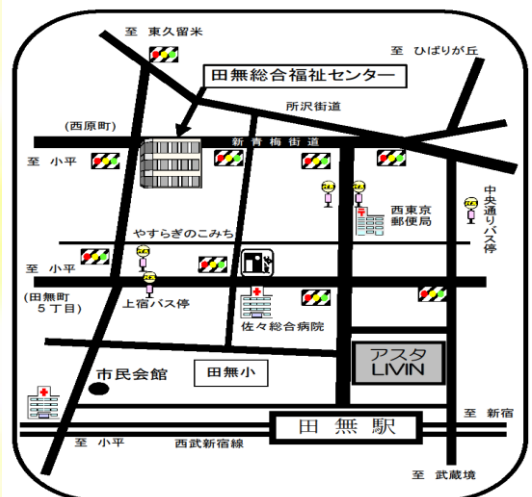 至 東久留米
至 ひばりが丘
田無総合福祉センター
所沢街道
(西原町)
新青梅街道
至 小平
中央通りバス停
西東京
郵便局
やすらぎのこみち
至 小平
(田無町
5丁目)
上宿バス停
佐々総合病院
アスタ
LIVIN
市民会館
田無小
田無駅
至 新宿
至 小平
西武新宿線
至 武蔵境